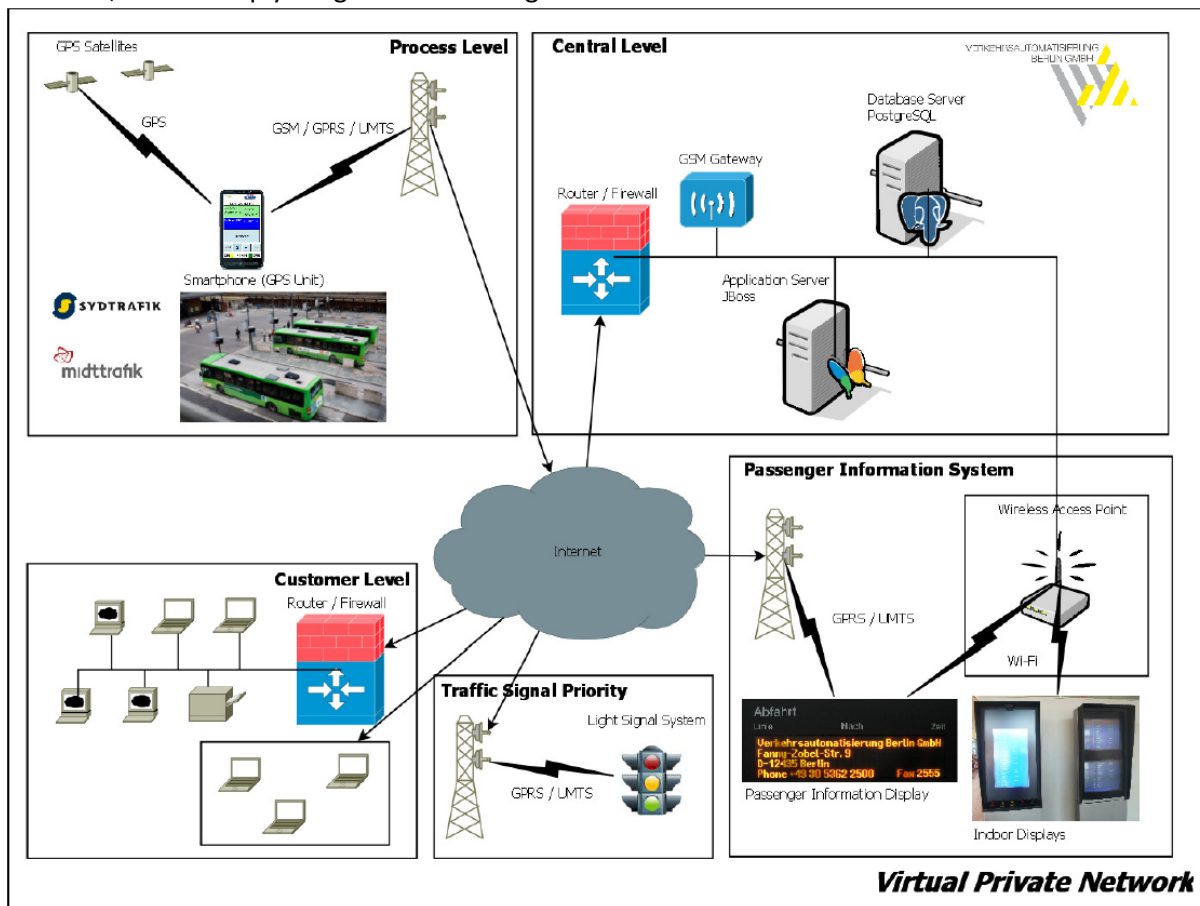 GPS Satellites
Process Level
GPS
GSM / GPRS / UMTS
Smartphone (GPS Unit)
SYDTRAFIK
midttrafik
Central Level
VERKEHRSAUTOMATISIERUNG
BERLIN GMBH
Database Server
PostgreSQL
GSM Gateway
Router / Firewall
Application Server
JBoss
Internet
Customer Level
Router / Firewall
Traffic Signal Priority
Light Signal System
GPRS / UMTS
Passenger Information System
Wireless Access Point
GPRS / UMTS
Wi-Fi
Abfahrt
Linie Nach Zeit
Verkehrsautomatisierung Berlin GmbH
Fanny-Zobel-Str. 9
D-12435 Berlin
Phone +49 30 5362 2500 Fax 2555
Passenger Information Display
Indoor Displays
Virtual Private Network